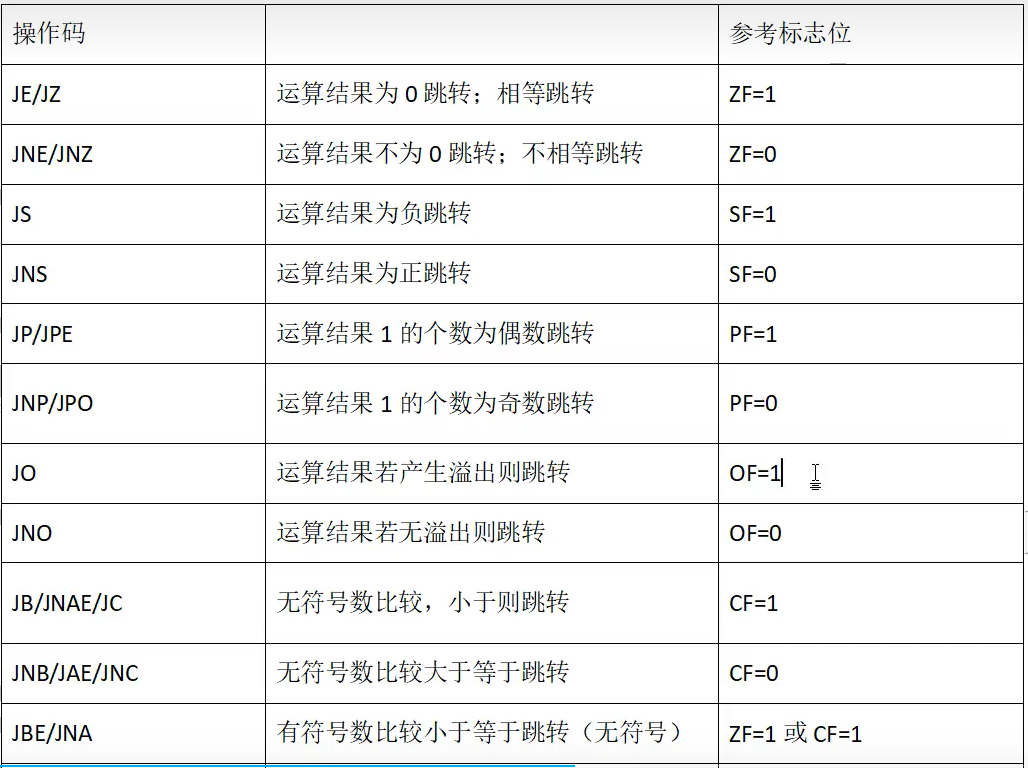 操作码 参考标志位
JE/JZ 运算结果为 0 跳转；相等跳转 ZF=1
JNE/JNZ 运算结果不为 0 跳转；不相等跳转 ZF=0
JS 运算结果为负跳转 SF=1
JNS 运算结果为正跳转 SF=0
JP/JPE 运算结果 1 的个数为偶数跳转 PF=1
JNP/JPO 运算结果 1 的个数为奇数跳转 PF=0
JO 运算结果若产生溢出则跳转 OF=1
JNO 运算结果若无溢出则跳转 OF=0
JB/JNAE/JC 无符号数比较，小于则跳转 CF=1
JNB/JAE/JNC 无符号数比较大于等于跳转 CF=0
JBE/JNA 有符号数比较小于等于跳转（无符号） ZF=1 或 CF=1